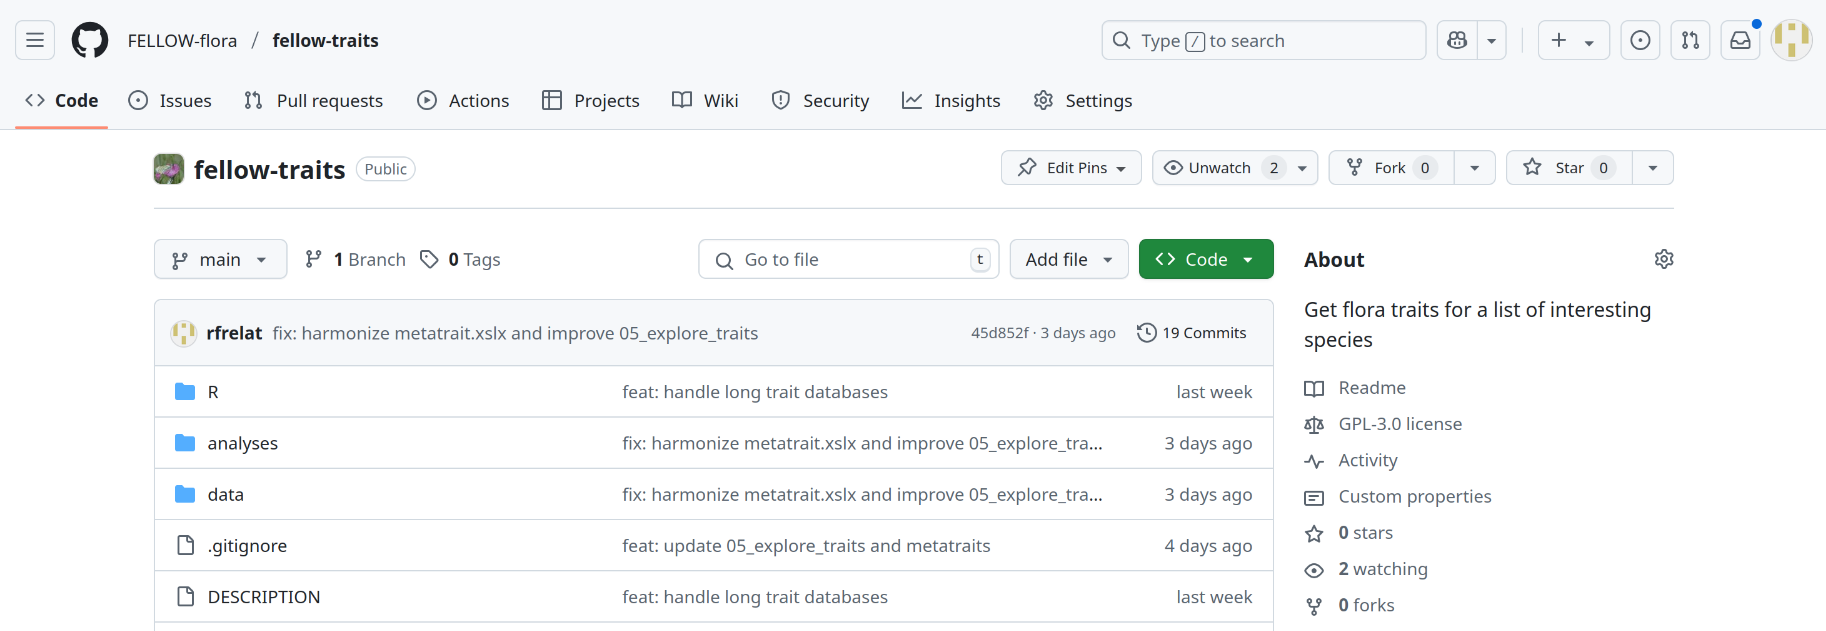 FELLOW-flora / fellow-traits
Type / to search
Code
Issues
Pull requests
Actions
Projects
Wiki
Security
Insights
Settings
fellow-traits Public
Edit Pins
Unwatch 2
Fork 0
Star 0
main
1 Branch
0 Tags
Go to file t
Add file
Code
rfrelat fix: harmonize metatrait.xslx and improve 05_explore_traits 45d852f · 3 days ago 19 Commits
R feat: handle long trait databases last week
analyses fix: harmonize metatrait.xslx and improve 05_explore_tra... 3 days ago
data fix: harmonize metatrait.xslx and improve 05_explore_tra... 3 days ago
.gitignore feat: update 05_explore_traits and metatraits 4 days ago
DESCRIPTION feat: handle long trait databases last week
About
Get flora traits for a list of interesting
species
Readme
GPL-3.0 license
Activity
Custom properties
0 stars
2 watching
0 forks